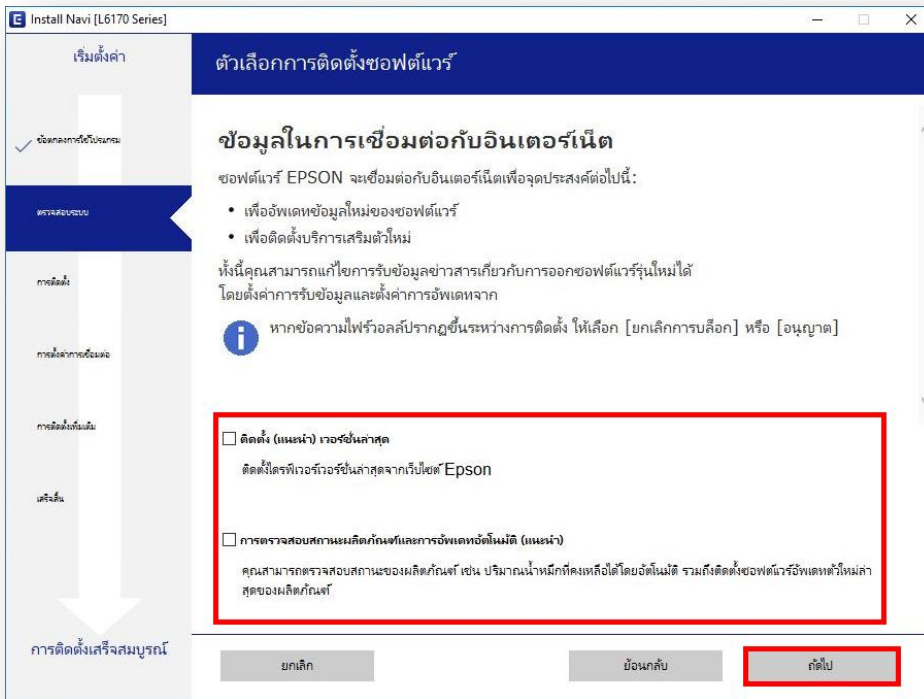 Install Navi [L6170 Series]
เริ่มตั้งค่า
ข้อตกลงการใช้โปรแกรม
ตรวจสอบระบบ
การติดตั้ง
การตั้งค่าการเชื่อมต่อ
การติดตั้งเพิ่มเติม
เสร็จสิ้น
การติดตั้งเสร็จสมบูรณ์
ตัวเลือกการติดตั้งซอฟต์แวร์
ข้อมูลในการเชื่อมต่อกับอินเตอร์เน็ต
ซอฟต์แวร์ EPSON จะเชื่อมต่อกับอินเตอร์เน็ตเพื่อจุดประสงค์ต่อไปนี้:
• เพื่ออัพเดทข้อมูลใหม่ของซอฟต์แวร์
• เพื่อติดตั้งบริการเสริมตัวใหม่
ทั้งนี้คุณสามารถแก้ไขการรับข้อมูลข่าวสารเกี่ยวกับการออกซอฟต์แวร์รุ่นใหม่ได้
โดยตั้งค่าการรับข้อมูลและตั้งค่าการอัพเดทจาก
หากข้อความไฟร์วอลล์ปรากฏขึ้นระหว่างการติดตั้ง ให้เลือก [ยกเลิกการบล็อก] หรือ [อนุญาต]
ติดตั้ง (แนะนำ) เวอร์ชั่นล่าสุด
ติดตั้งไดรฟ์เวอร์เวอร์ชั่นล่าสุดจากเว็บไซต์ Epson
การตรวจสอบสถานะผลิตภัณฑ์และการอัพเดทอัตโนมัติ (แนะนำ)
คุณสามารถตรวจสอบสถานะของผลิตภัณฑ์ เช่น ปริมาณน้ำหมึกที่คงเหลือได้โดยอัตโนมัติ รวมถึงติดตั้งซอฟต์แวร์อัพเดทตัวใหม่ล่า
สุดของผลิตภัณฑ์
ยกเลิก
ย้อนกลับ
ถัดไป